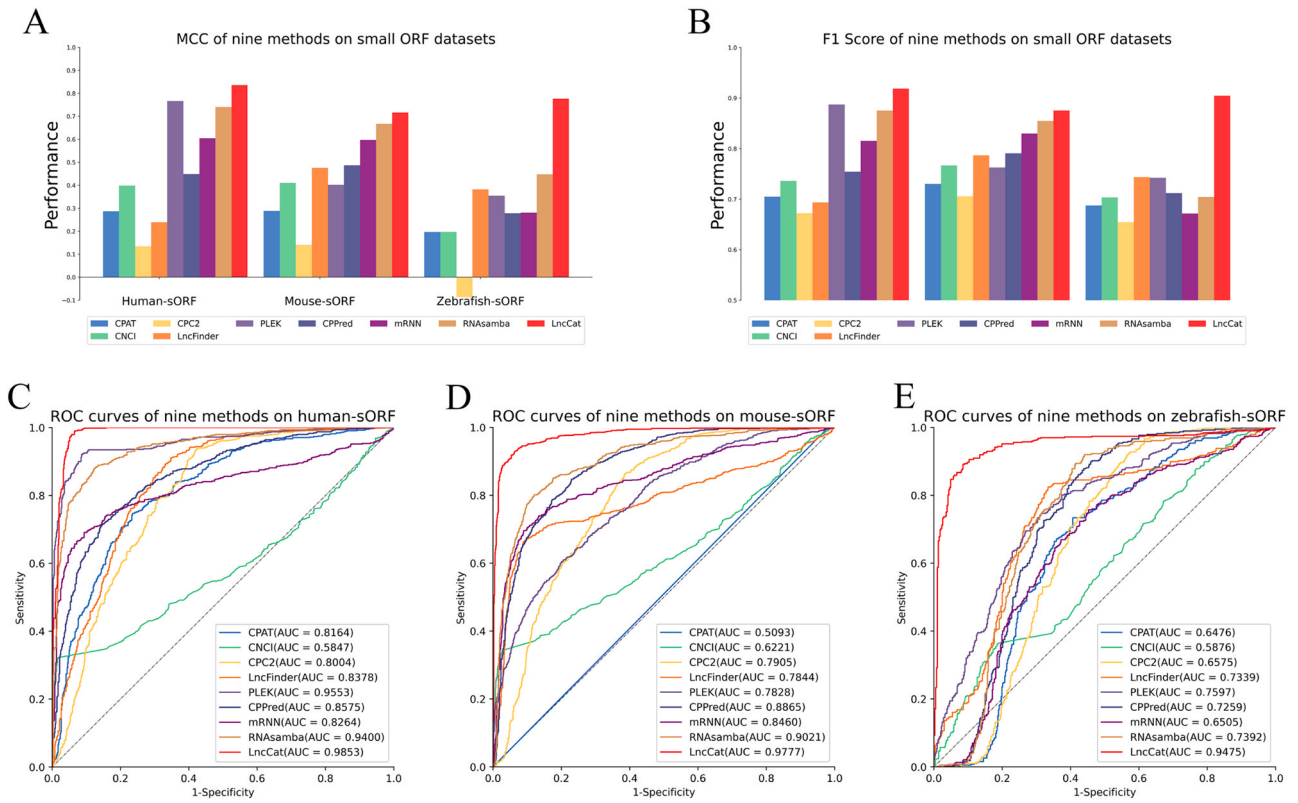 A
MCC of nine methods on small ORF datasets
Performance
1.0
0.9
0.8
0.7
0.6
0.5
0.4
0.3
0.2
0.1
0.0
−0.1
Human-sORF Mouse-sORF Zebrafish-sORF
CPAT CPC2 PLEK CPPred mRNN RNAsamba LncCat
CNCI LncFinder
B
F1 Score of nine methods on small ORF datasets
Performance
1.0
0.9
0.8
0.7
0.6
0.5
CPAT CPC2 PLEK CPPred mRNN RNAsamba LncCat
CNCI LncFinder
C
ROC curves of nine methods on human-sORF
Sensitivity
1.0
0.8
0.6
0.4
0.2
0.0
CPAT(AUC = 0.8164)
CNCI(AUC = 0.5847)
CPC2(AUC = 0.8004)
LncFinder(AUC = 0.8378)
PLEK(AUC = 0.9553)
CPPred(AUC = 0.8575)
mRNN(AUC = 0.8264)
RNAsamba(AUC = 0.9400)
LncCat(AUC = 0.9853)
0.0 0.2 0.4 0.6 0.8 1.0
1-Specificity
D
ROC curves of nine methods on mouse-sORF
Sensitivity
1.0
0.8
0.6
0.4
0.2
0.0
CPAT(AUC = 0.5093)
CNCI(AUC = 0.6221)
CPC2(AUC = 0.7905)
LncFinder(AUC = 0.7844)
PLEK(AUC = 0.7828)
CPPred(AUC = 0.8865)
mRNN(AUC = 0.8460)
RNAsamba(AUC = 0.9021)
LncCat(AUC = 0.9777)
0.0 0.2 0.4 0.6 0.8 1.0
1-Specificity
E
ROC curves of nine methods on zebrafish-sORF
Sensitivity
1.0
0.8
0.6
0.4
0.2
0.0
CPAT(AUC = 0.6476)
CNCI(AUC = 0.5876)
CPC2(AUC = 0.6575)
LncFinder(AUC = 0.7339)
PLEK(AUC = 0.7597)
CPPred(AUC = 0.7259)
mRNN(AUC = 0.6505)
RNAsamba(AUC = 0.7392)
LncCat(AUC = 0.9475)
0.0 0.2 0.4 0.6 0.8 1.0
1-Specificity